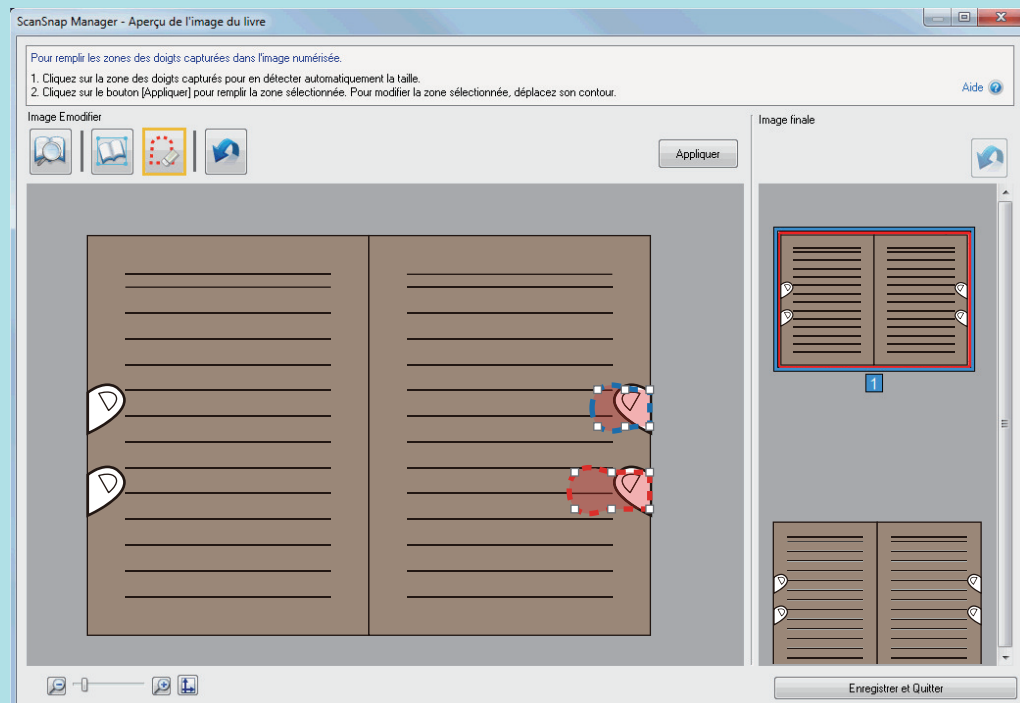 ScanSnap Manager - Aperçu de l'image du livre
Pour remplir les zones des doigts capturées dans l'image numérisée.
1. Cliquez sur la zone des doigts capturés pour en détecter automatiquement la taille.
2. Cliquez sur le bouton [Appliquer] pour remplir la zone sélectionnée. Pour modifier la zone sélectionnée, déplacez son contour.
Aide
Image Emodifier
Appliquer
Image finale
1
Enregistrer et Quitter